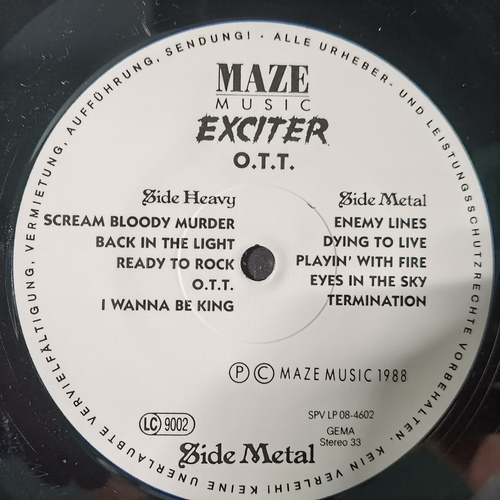 MAZE
MUSIC
EXCITER
O.T.T.
Side Heavy
SCREAM BLOODY MURDER
BACK IN THE LIGHT
READY TO ROCK
O.T.T.
I WANNA BE KING
Side Metal
ENEMY LINES
DYING TO LIVE
PLAYIN' WITH FIRE
EYES IN THE SKY
TERMINATION
Ⓟ Ⓒ MAZE MUSIC 1988
LC 9002
SPV LP 08-4602
GEMA
Stereo 33
Side Metal
ALLE URHEBER- UND LEISTUNGSSCHUTZRECHTE VORBEHALTEN. KEIN VERLEIH! KEINE UNERLAUBTE VERVIELFÄLTIGUNG, VERMIETUNG, AUFFÜHRUNG, SENDUNG! ·